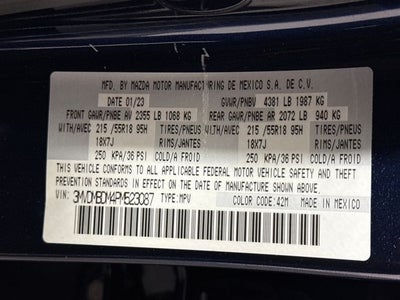 MFD. BY MAZDA MOTOR MANUFACTURING DE MEXICO S.A. DE C.V.
DATE 01/23 GVWR/PNBV 4381 LB 1987 KG
FRONT GAWR/PNBE AV 2355 LB 1068 KG REAR GAWR/PNBE AR 2072 LB 940 KG
WITH/AVEC 215 /55R18 95H TIRES/PNEUS WITH/AVEC 215 /55R18 95H TIRES/PNEUS
18X7J RIMS/JANTES 18X7J RIMS/JANTES
250 KPA/36 PSI COLD/A FROID 250 KPA/36 PSI COLD/A FROID
THIS VEHICLE CONFORMS TO ALL APPLICABLE FEDERAL MOTOR VEHICLE SAFETY, BUMPER, AND THEFT
PREVENTION STANDARDS IN EFFECT ON THE DATE OF MANUFACTURE SHOWN ABOVE.
VIN: 3MVDMBDM4PM523087 TYPE:MPV COLOR CODE:42M MADE IN MEXICO